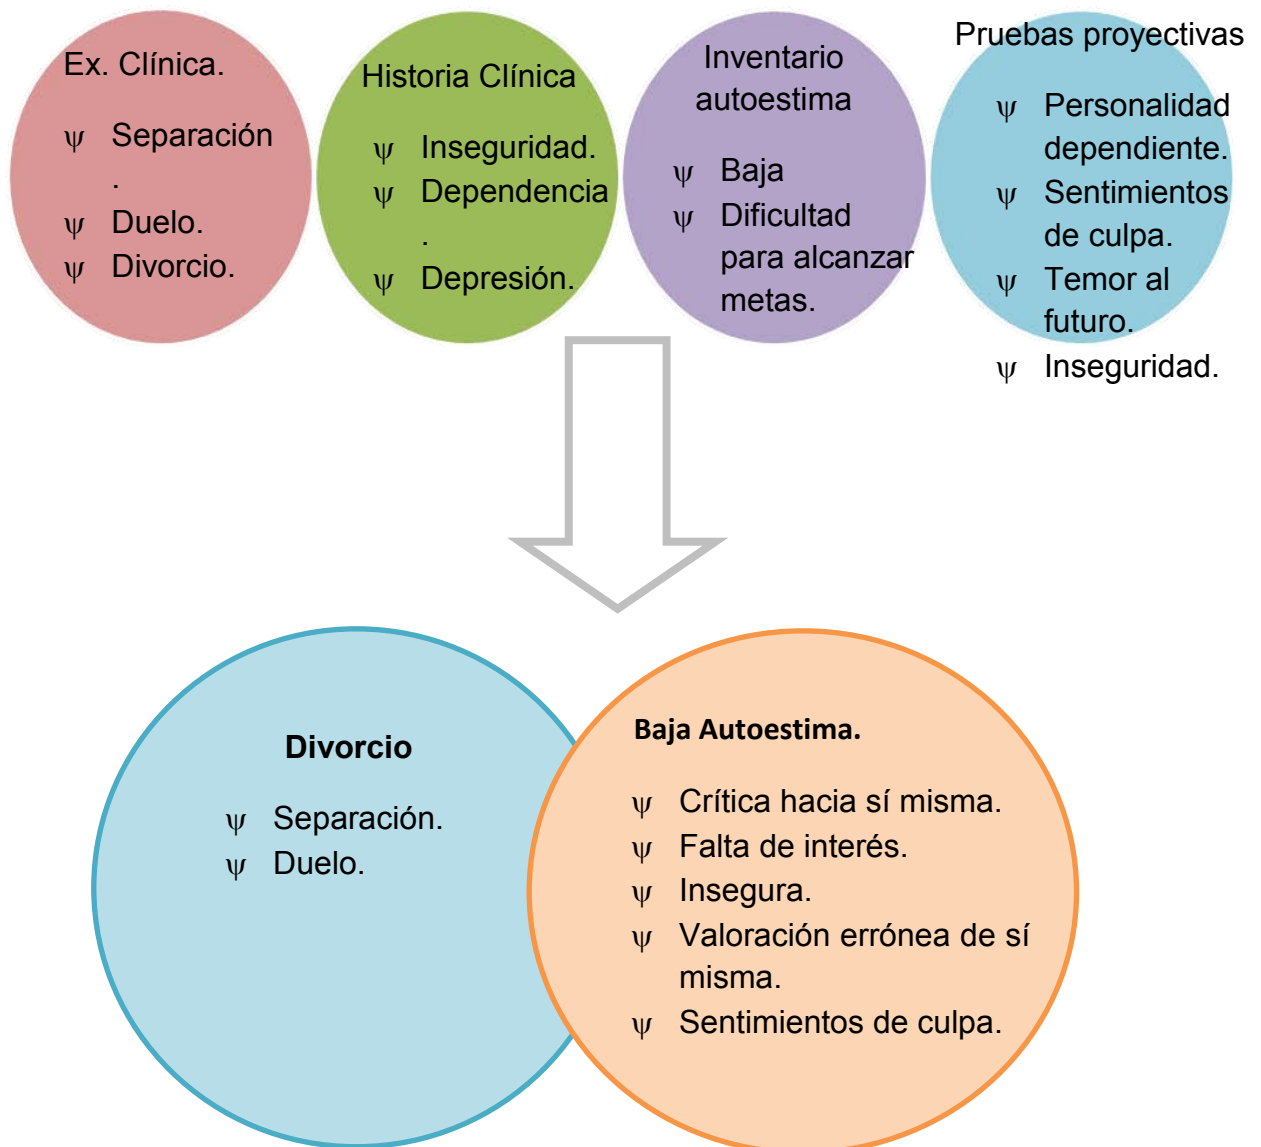 Ex. Clínica.
ψ Separación
.
ψ Duelo.
ψ Divorcio.
Historia Clínica
ψ Inseguridad.
ψ Dependencia
.
ψ Depresión.
Inventario
autoestima
ψ Baja
ψ Dificultad
para alcanzar
metas.
Pruebas proyectivas
ψ Personalidad
dependiente.
ψ Sentimientos
de culpa.
ψ Temor al
futuro.
ψ Inseguridad.
Divorcio
ψ Separación.
ψ Duelo.
Baja Autoestima.
ψ Crítica hacia sí misma.
ψ Falta de interés.
ψ Insegura.
ψ Valoración errónea de sí
misma.
ψ Sentimientos de culpa.